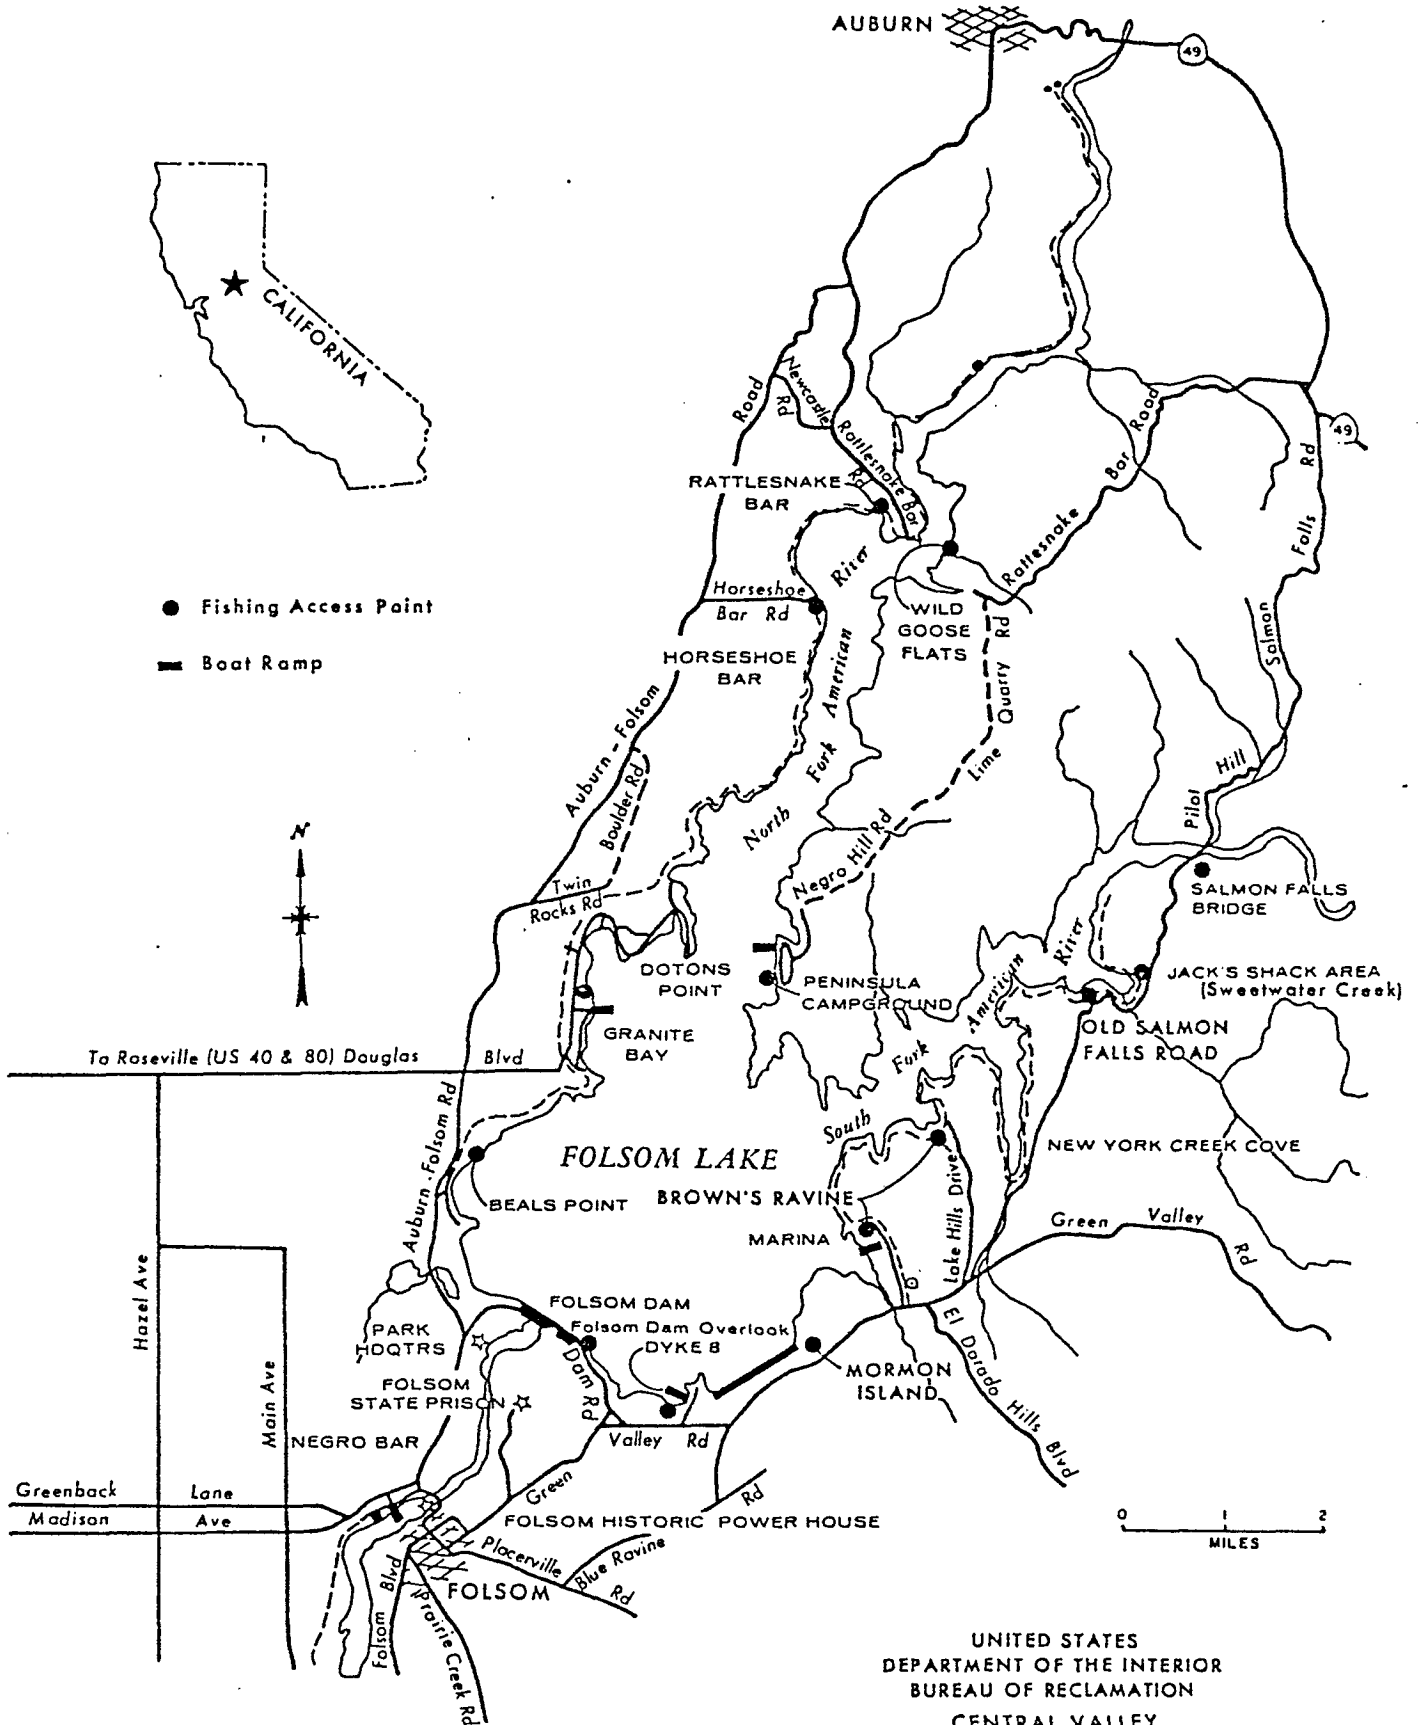 AUBURN
49
CALIFORNIA
Road
Newcastle
Rd
Rattlesnake Bar
Rd
RATTLESNAKE
BAR
Bar Road
Rattlesnake
49
Rd
Falls
Salmon
Fishing Access Point
Boat Ramp
Horseshoe
Bar Rd
HORSESHOE
BAR
River
American
Fork
North
WILD
GOOSE
FLATS
Quarry Rd
Lime
Auburn - Folsom
Boulder Rd
Hill
Pilot
N
Negro Hill Rd
Twin
Rocks Rd
SALMON FALLS
BRIDGE
DOTONS
POINT
PENINSULA
CAMPGROUND
River
American
Fork
South
JACK'S SHACK AREA
(Sweetwater Creek)
OLD SALMON
FALLS ROAD
GRANITE
BAY
To Roseville (US 40 & 80) Douglas Blvd
Auburn-Folsom Rd
FOLSOM LAKE
NEW YORK CREEK COVE
BEALS POINT
BROWN'S RAVINE
MARINA
Lake Hills Drive
Green Valley
Rd
Hazel Ave
Main Ave
FOLSOM DAM
Folsom Dam Overlook
DYKE 8
PARK
HDQTRS
Dam Rd
FOLSOM
STATE PRISON
MORMON
ISLAND
El Dorado Hills Blvd
NEGRO BAR
Valley Rd
Green
Rd
Greenback Lane
Madison Ave
FOLSOM HISTORIC POWER HOUSE
Placerville
Rd
Blue Ravine
FOLSOM
Folsom Blvd
Prairie Creek Rd
0 1 2
MILES
UNITED STATES
DEPARTMENT OF THE INTERIOR
BUREAU OF RECLAMATION
CENTRAL VALLEY